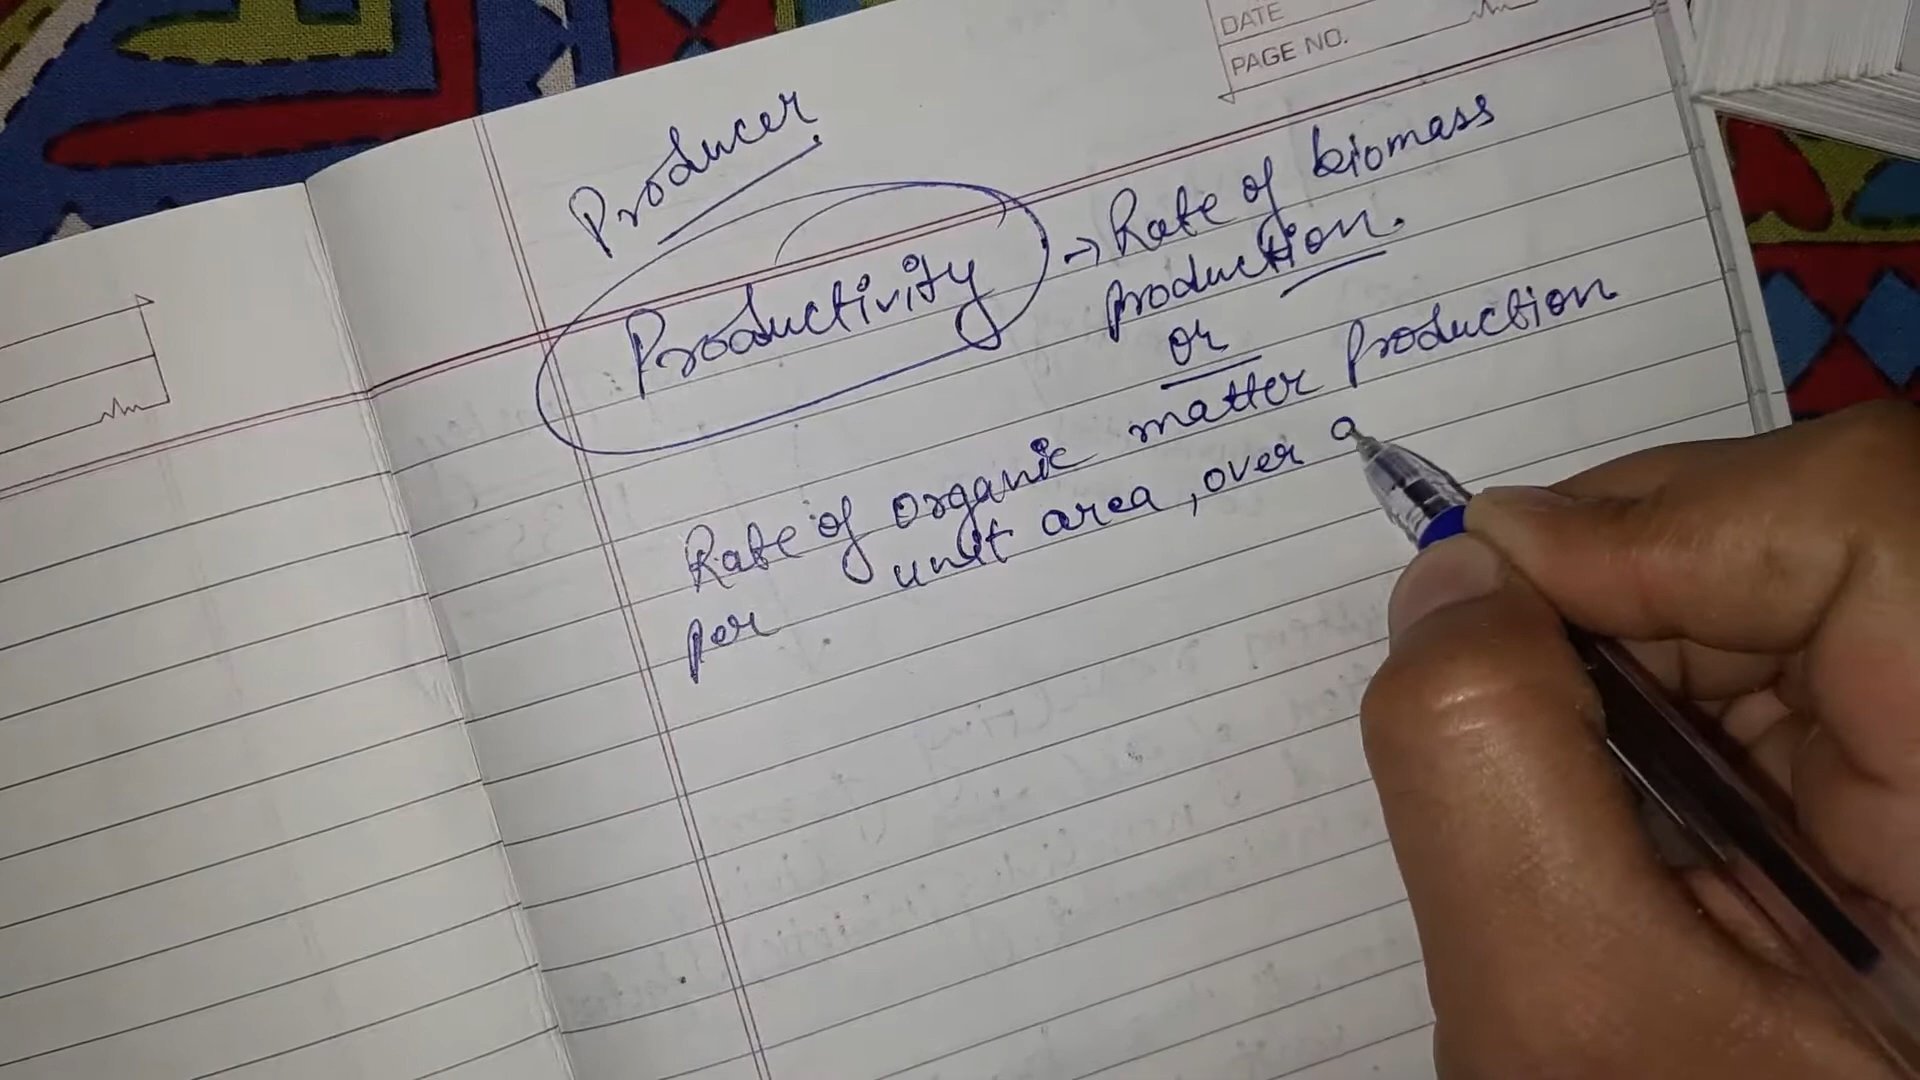 DATE
PAGE NO.
Producer
Productivity → Rate of biomass
production.
or
Rate of organic matter production
per unit area, over a